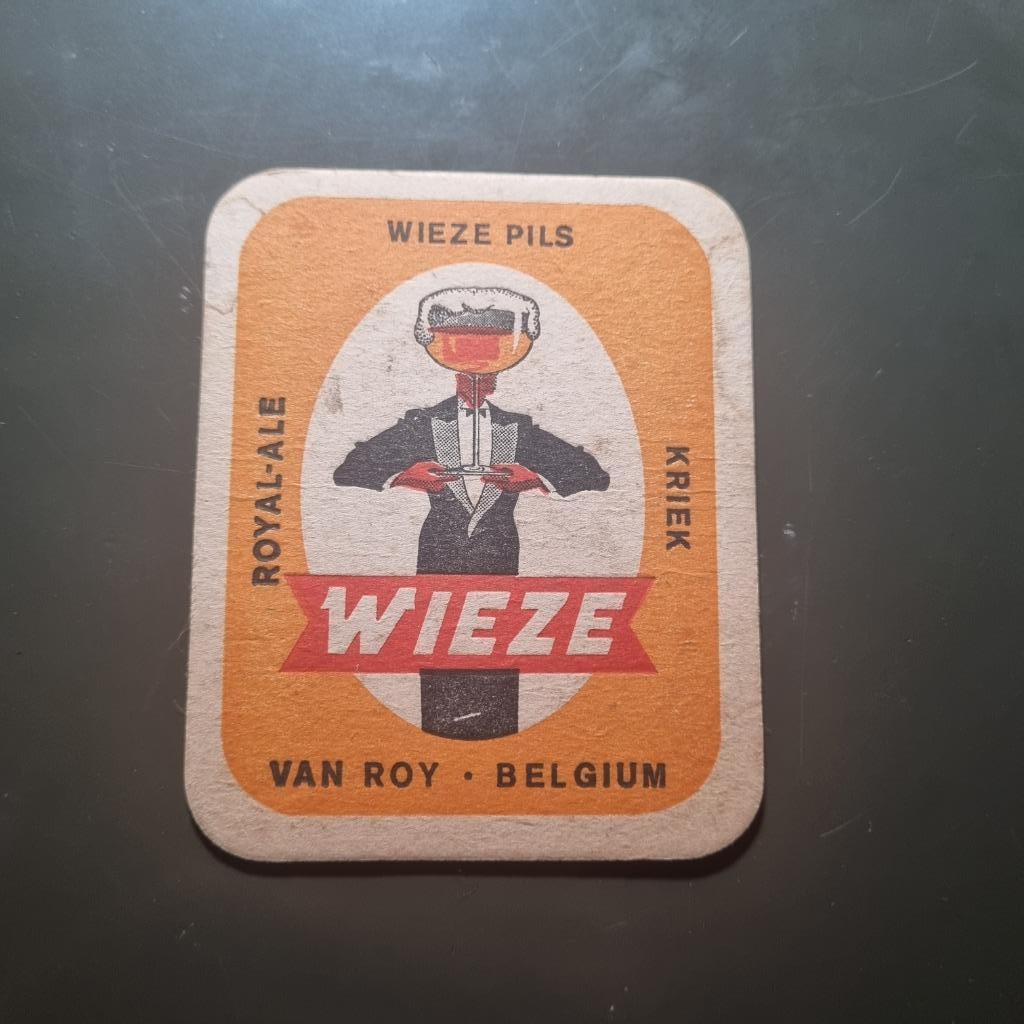 WIEZE PILS
ROYAL-ALE
KRIEK
WIEZE
VAN ROY · BELGIUM